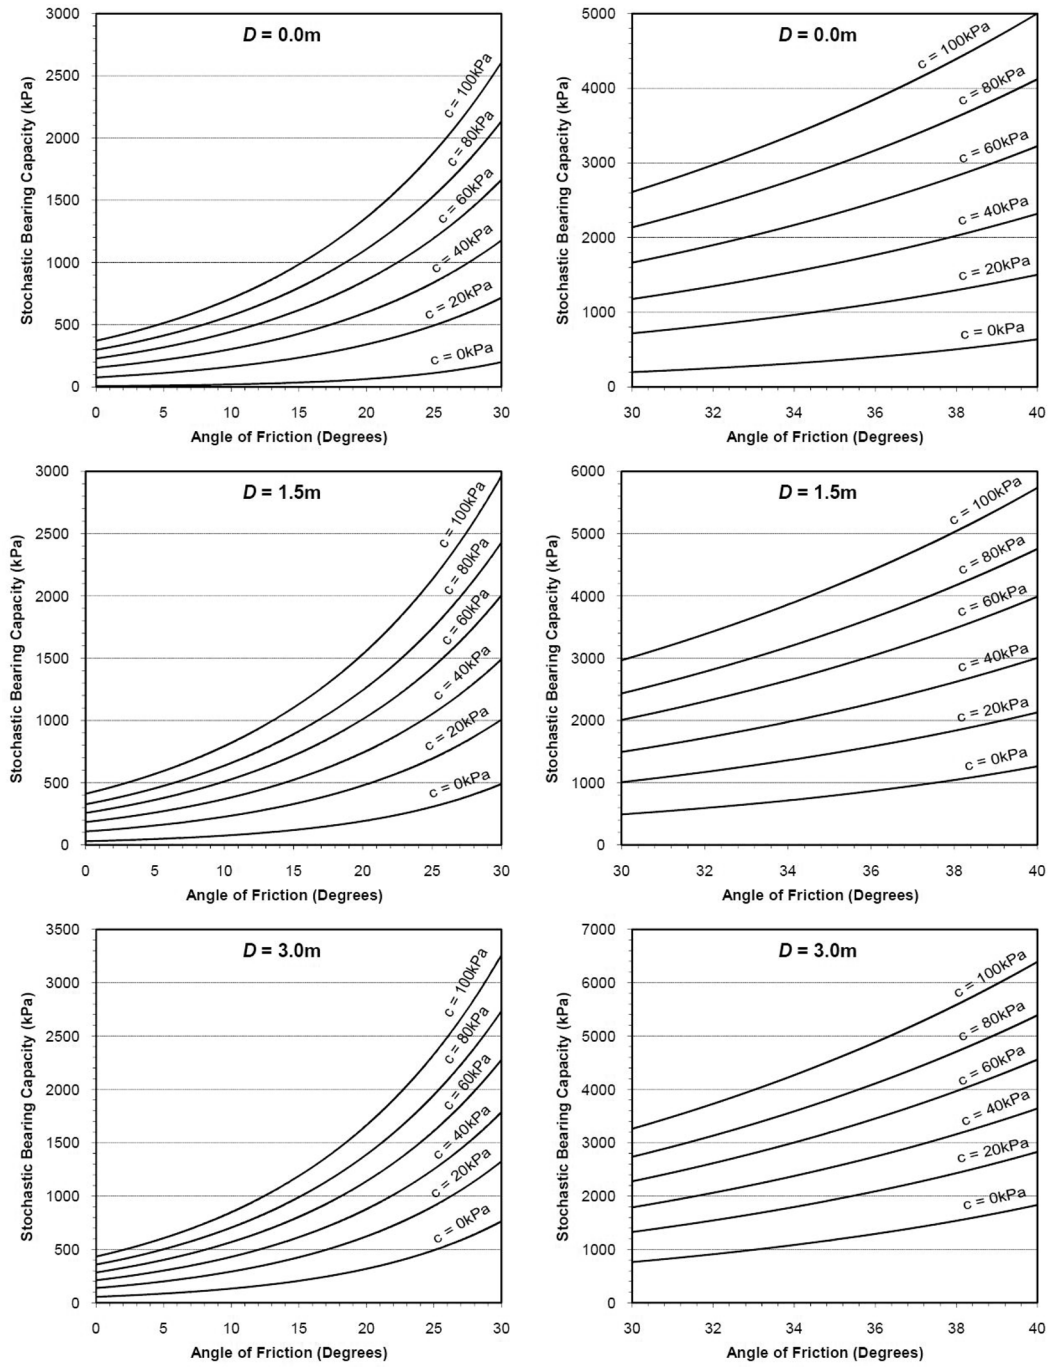 D = 0.0m
Stochastic Bearing Capacity (kPa)
3000
2500
2000
1500
1000
500
0
c = 100kPa
c = 80kPa
c = 60kPa
c = 40kPa
c = 20kPa
c = 0kPa
0 5 10 15 20 25 30
Angle of Friction (Degrees)
D = 0.0m
Stochastic Bearing Capacity (kPa)
5000
4000
3000
2000
1000
0
c = 100kPa
c = 80kPa
c = 60kPa
c = 40kPa
c = 20kPa
c = 0kPa
30 32 34 36 38 40
Angle of Friction (Degrees)
D = 1.5m
Stochastic Bearing Capacity (kPa)
3000
2500
2000
1500
1000
500
0
c = 100kPa
c = 80kPa
c = 60kPa
c = 40kPa
c = 20kPa
c = 0kPa
0 5 10 15 20 25 30
Angle of Friction (Degrees)
D = 1.5m
Stochastic Bearing Capacity (kPa)
6000
5000
4000
3000
2000
1000
0
c = 100kPa
c = 80kPa
c = 60kPa
c = 40kPa
c = 20kPa
c = 0kPa
30 32 34 36 38 40
Angle of Friction (Degrees)
D = 3.0m
Stochastic Bearing Capacity (kPa)
3500
3000
2500
2000
1500
1000
500
0
c = 100kPa
c = 80kPa
c = 60kPa
c = 40kPa
c = 20kPa
c = 0kPa
0 5 10 15 20 25 30
Angle of Friction (Degrees)
D = 3.0m
Stochastic Bearing Capacity (kPa)
7000
6000
5000
4000
3000
2000
1000
0
c = 100kPa
c = 80kPa
c = 60kPa
c = 40kPa
c = 20kPa
c = 0kPa
30 32 34 36 38 40
Angle of Friction (Degrees)